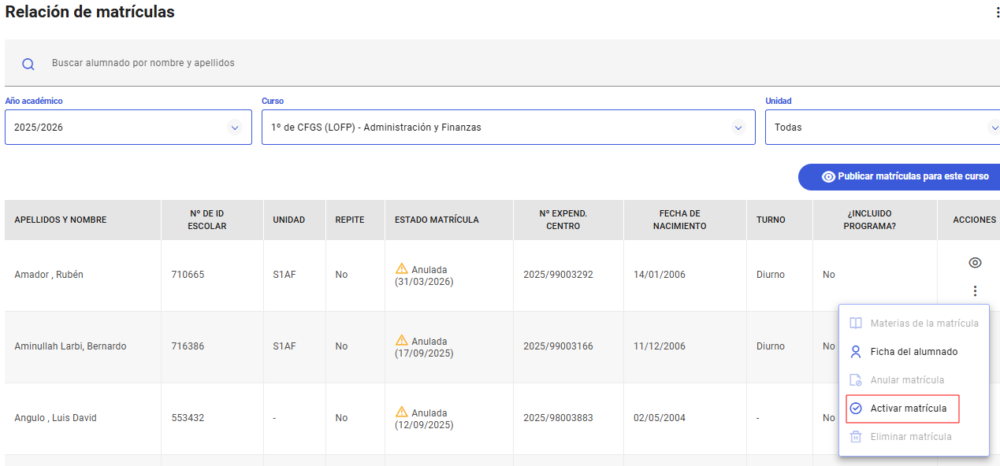 Relación de matrículas
Buscar alumnado por nombre y apellidos
Año académico Curso Unidad
2025/2026 1º de CFGS (LOFP) - Administración y Finanzas Todas
Publicar matrículas para este curso
APELLIDOS Y NOMBRE Nº DE ID ESCOLAR UNIDAD REPITE ESTADO MATRÍCULA Nº EXPEND. CENTRO FECHA DE NACIMIENTO TURNO ¿INCLUIDO PROGRAMA? ACCIONES
Amador , Rubén 710665 S1AF No Anulada (31/03/2026) 2025/99003292 14/01/2006 Diurno No
Aminullah Larbi, Bernardo 716386 S1AF No Anulada (17/09/2025) 2025/99003166 11/12/2006 Diurno No
Angulo , Luis David 553432 - No Anulada (12/09/2025) 2025/98003883 02/05/2004 - No
Materias de la matrícula
Ficha del alumnado
Anular matrícula
Activar matrícula
Eliminar matrícula